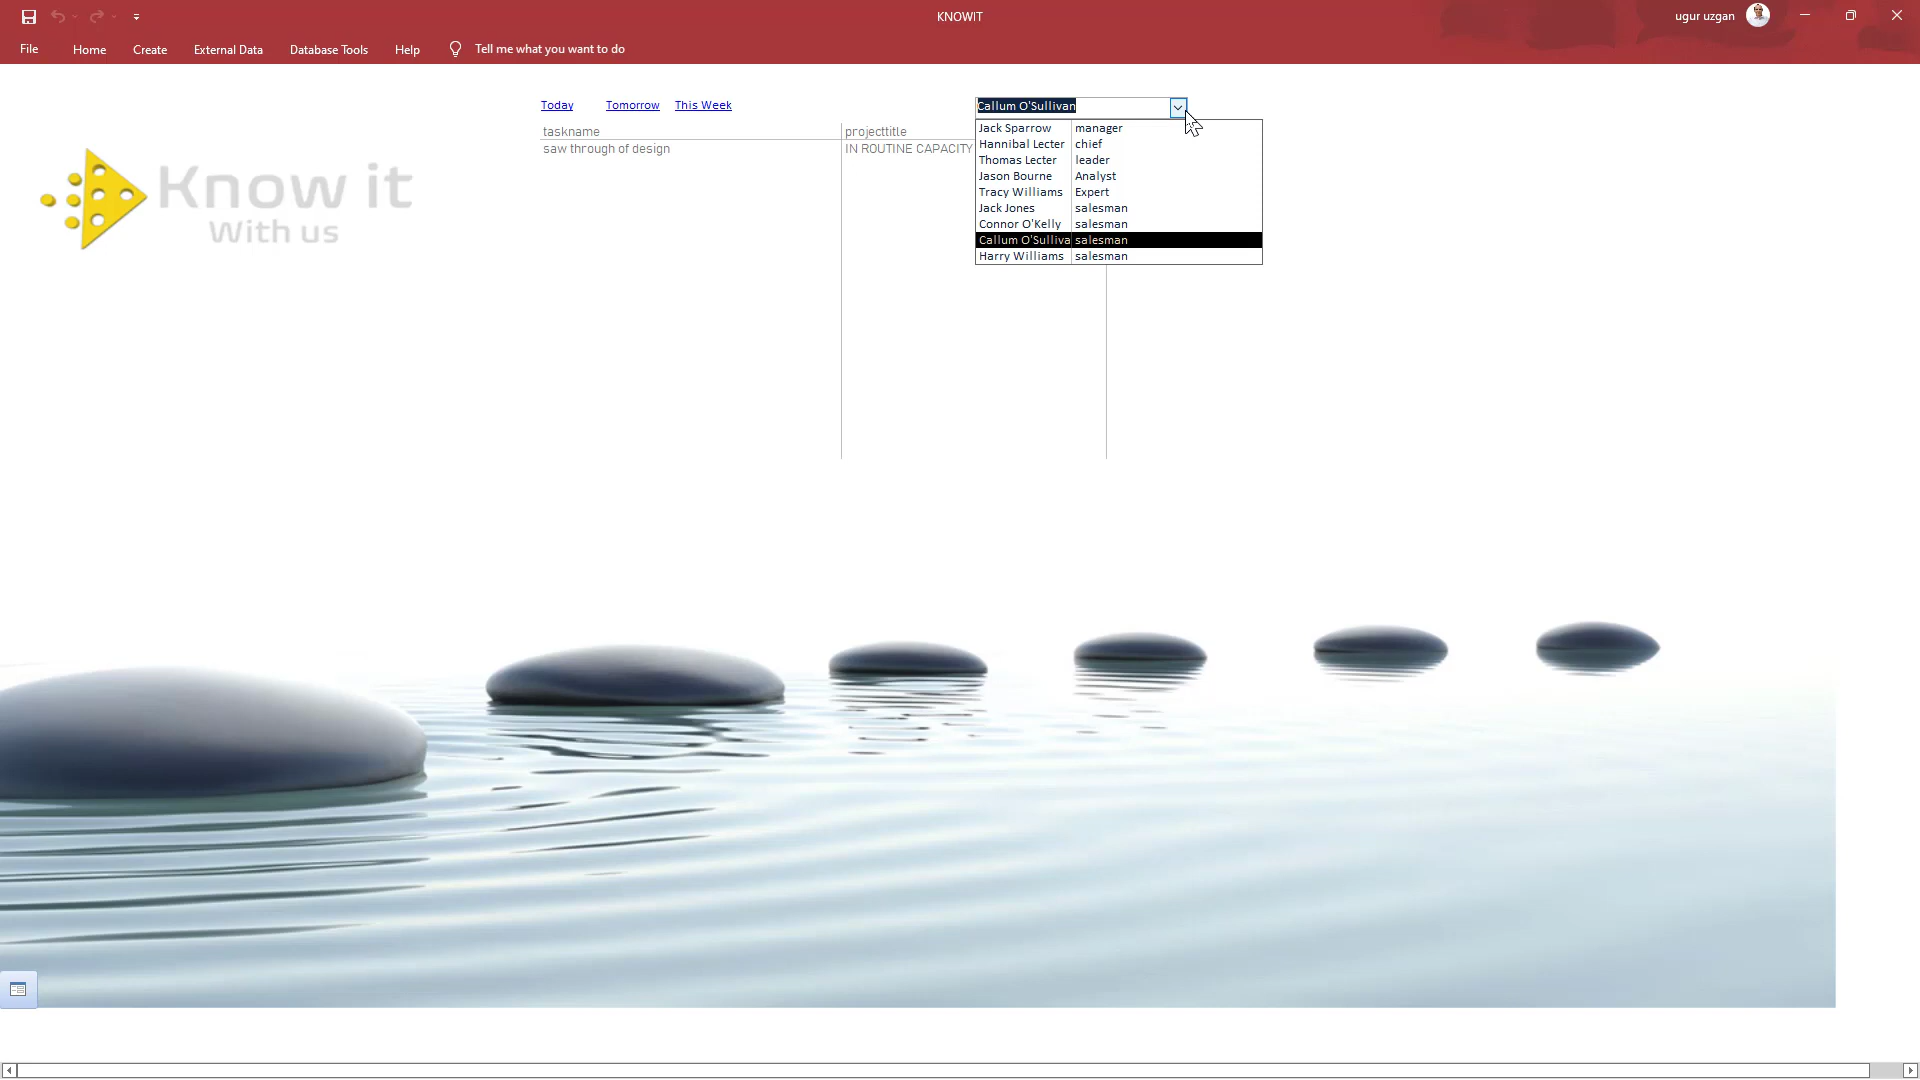 KNOWIT
ugur uzgan
File Home Create External Data Database Tools Help Tell me what you want to do
Today Tomorrow This Week
Callum O'Sullivan
taskname projecttitle
saw through of design IN ROUTINE CAPACITY
Jack Sparrow manager
Hannibal Lecter chief
Thomas Lecter leader
Jason Bourne Analyst
Tracy Williams Expert
Jack Jones salesman
Connor O'Kelly salesman
Callum O'Sulliva salesman
Harry Williams salesman
Know it
With us